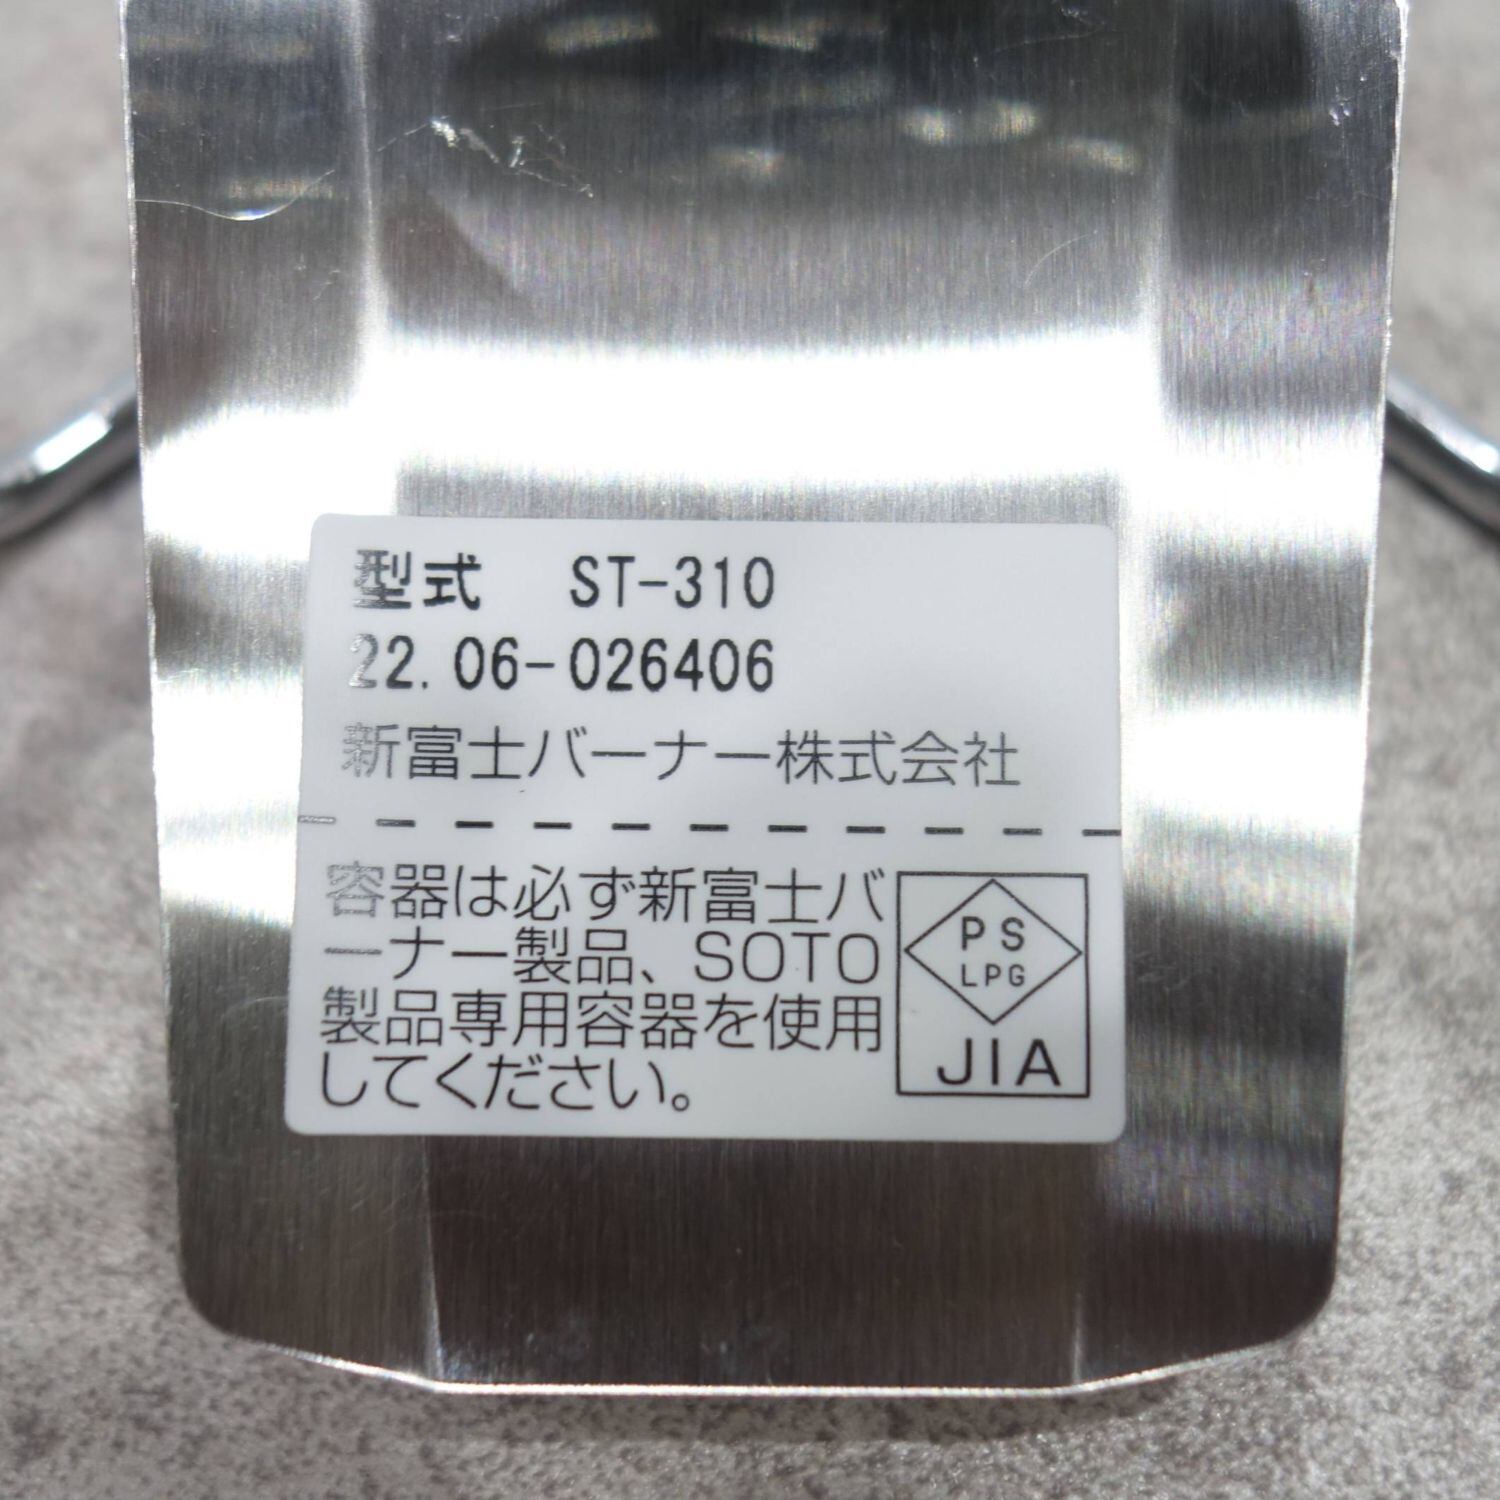 型式 ST-310
22.06-026406
新富士バーナー株式会社
容器は必ず新富士バ
ーナー製品、SOTO
製品専用容器を使用
してください。
PS
LPG
JIA